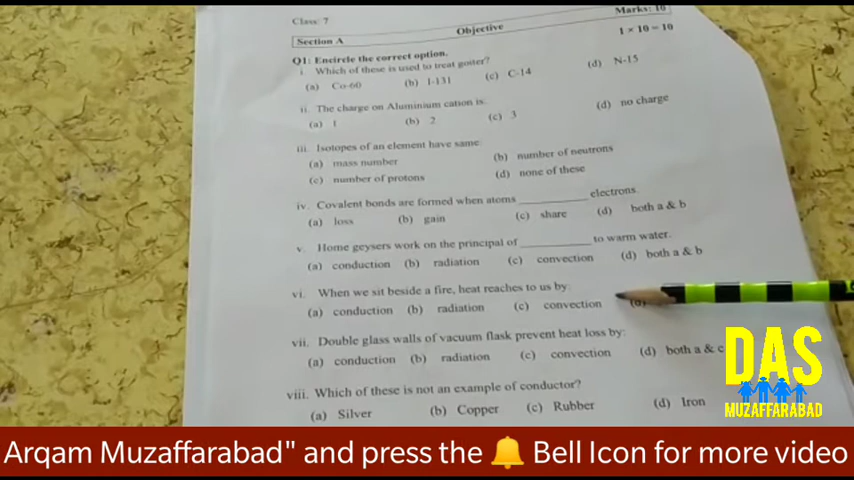 Class: 7
Marks: 10
Objective
Section A
1 × 10 = 10
Q1: Encircle the correct option.
i. Which of these is used to treat goiter?
(a) Co-60 (b) I-131 (c) C-14 (d) N-15
ii. The charge on Aluminium cation is:
(a) 1 (b) 2 (c) 3 (d) no charge
iii. Isotopes of an element have same:
(a) mass number (b) number of neutrons
(c) number of protons (d) none of these
iv. Covalent bonds are formed when atoms __________ electrons.
(a) loss (b) gain (c) share (d) both a & b
v. Home geysers work on the principal of __________ to warm water.
(a) conduction (b) radiation (c) convection (d) both a & b
vi. When we sit beside a fire, heat reaches to us by:
(a) conduction (b) radiation (c) convection (d)
vii. Double glass walls of vacuum flask prevent heat loss by:
(a) conduction (b) radiation (c) convection (d) both a & c
viii. Which of these is not an example of conductor?
(a) Silver (b) Copper (c) Rubber (d) Iron
DAS
MUZAFFARABAD
Arqam Muzaffarabad" and press the 🔔 Bell Icon for more video